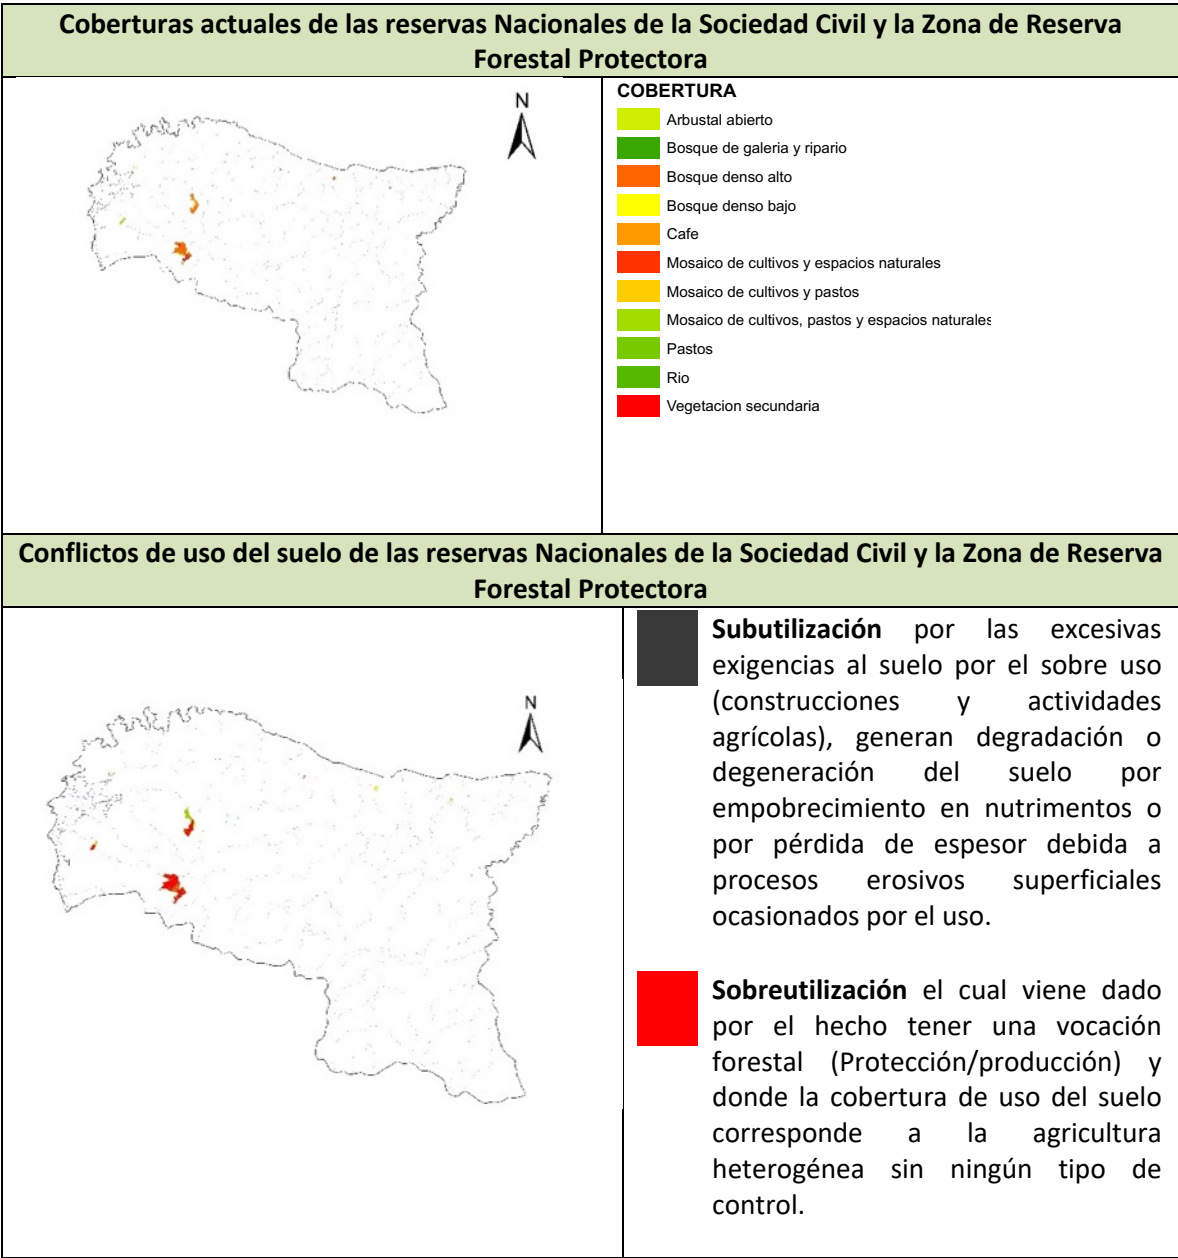 Coberturas actuales de las reservas Nacionales de la Sociedad Civil y la Zona de Reserva
Forestal Protectora
N
COBERTURA
Arbustal abierto
Bosque de galeria y ripario
Bosque denso alto
Bosque denso bajo
Cafe
Mosaico de cultivos y espacios naturales
Mosaico de cultivos y pastos
Mosaico de cultivos, pastos y espacios naturales
Pastos
Rio
Vegetacion secundaria
Conflictos de uso del suelo de las reservas Nacionales de la Sociedad Civil y la Zona de Reserva
Forestal Protectora
N
Subutilización por las excesivas
exigencias al suelo por el sobre uso
(construcciones y actividades
agrícolas), generan degradación o
degeneración del suelo por
empobrecimiento en nutrimentos o
por pérdida de espesor debida a
procesos erosivos superficiales
ocasionados por el uso.
Sobreutilización el cual viene dado
por el hecho tener una vocación
forestal (Protección/producción) y
donde la cobertura de uso del suelo
corresponde a la agricultura
heterogénea sin ningún tipo de
control.